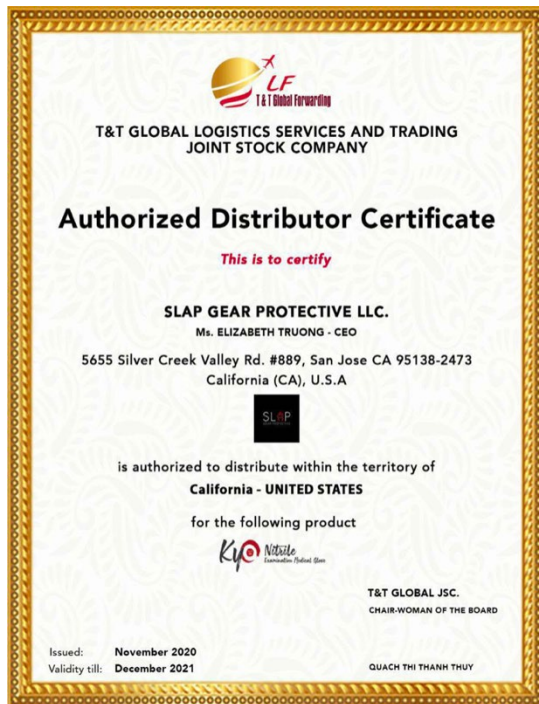 LF
T & T Global Forwarding
T&T GLOBAL LOGISTICS SERVICES AND TRADING
JOINT STOCK COMPANY
Authorized Distributor Certificate
This is to certify
SLAP GEAR PROTECTIVE LLC.
Ms. ELIZABETH TRUONG - CEO
5655 Silver Creek Valley Rd. #889, San Jose CA 95138-2473
California (CA), U.S.A
SLAP
GEAR PROTECTIVE
is authorized to distribute within the territory of
California - UNITED STATES
for the following product
Kyo Nitrile
Examination Medical Glove
T&T GLOBAL JSC.
CHAIR-WOMAN OF THE BOARD
Issued: November 2020
Validity till: December 2021
QUACH THI THANH THUY